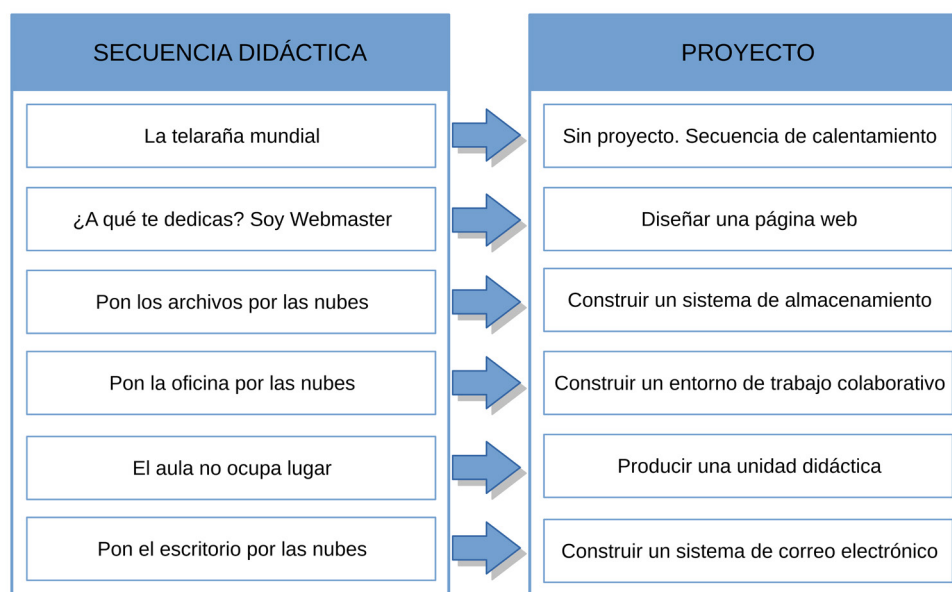 SECUENCIA DIDÁCTICA
PROYECTO
La telaraña mundial
Sin proyecto. Secuencia de calentamiento
¿A qué te dedicas? Soy Webmaster
Diseñar una página web
Pon los archivos por las nubes
Construir un sistema de almacenamiento
Pon la oficina por las nubes
Construir un entorno de trabajo colaborativo
El aula no ocupa lugar
Producir una unidad didáctica
Pon el escritorio por las nubes
Construir un sistema de correo electrónico